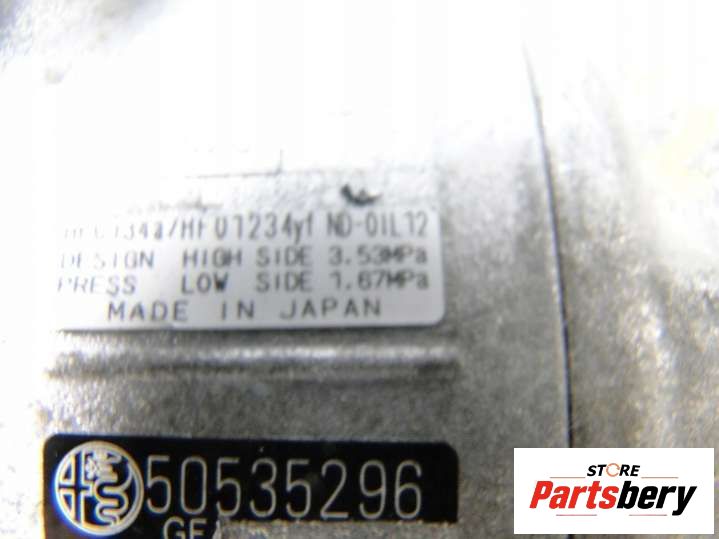 HFC134a/HFO1234yf ND-OIL12
DESIGN HIGH SIDE 3.53MPa
PRESS LOW SIDE 1.67MPa
MADE IN JAPAN
50535296
STORE
Partsbery